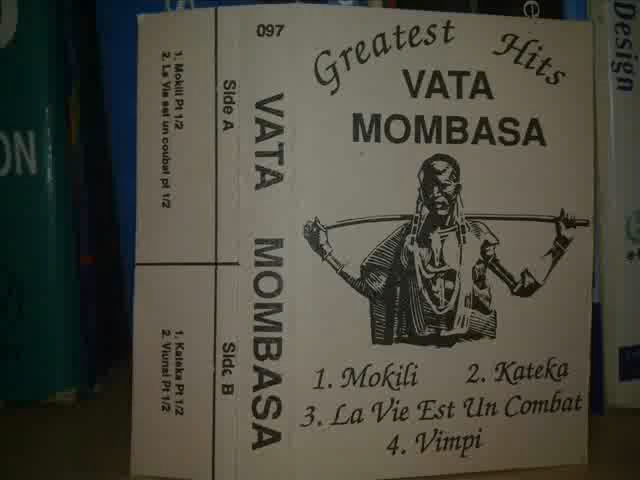 1. Mokili Pt 1/2
2. La Vie est un coubat pt 1/2
Side A
1. Kateka Pt 1/2
2. Viunsi Pt 1/2
Side B
097
VATA MOMBASA
Greatest Hits
VATA
MOMBASA
1. Mokili 2. Kateka
3. La Vie Est Un Combat
4. Vimpi
ON
Design